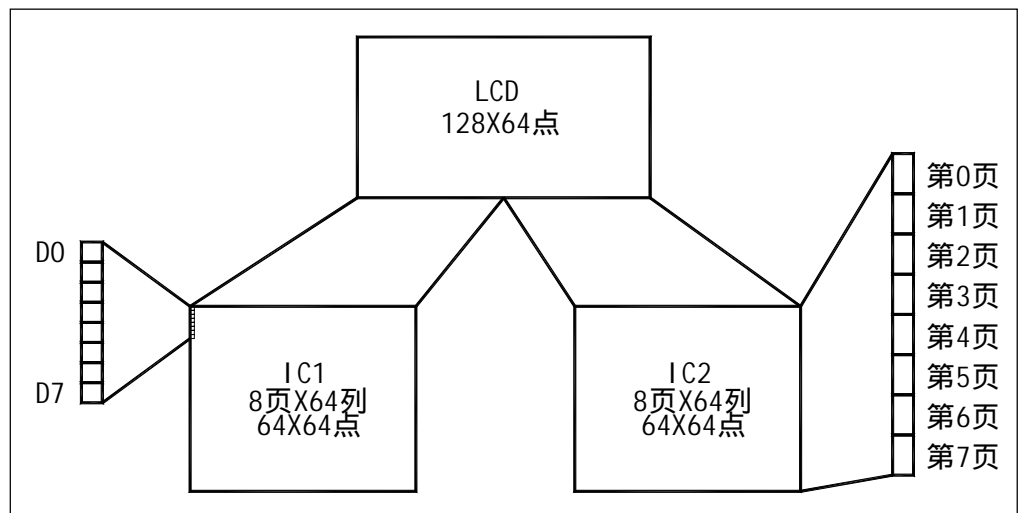 LCD
128X64点
D0
D7
IC1
8页X64列
64X64点
IC2
8页X64列
64X64点
第0页
第1页
第2页
第3页
第4页
第5页
第6页
第7页